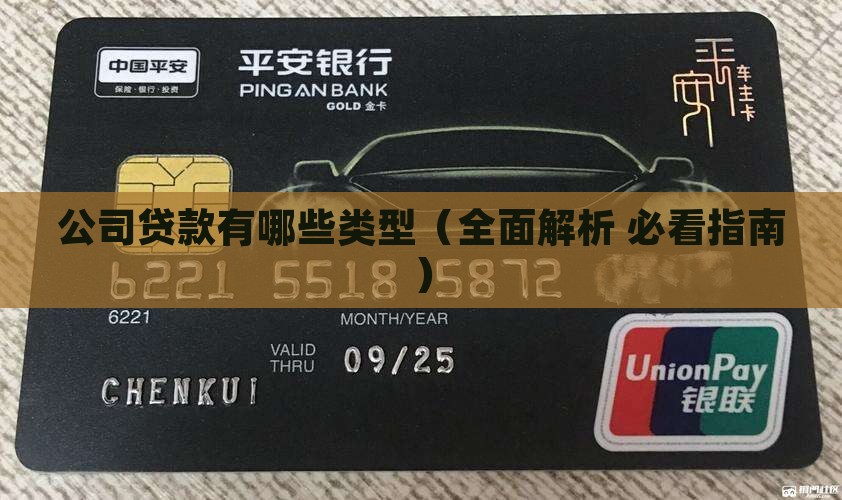 中国平安
保险·银行·投资
平安银行
PING AN BANK
GOLD 金卡
平安
车主卡
公司贷款有哪些类型（全面解析 必看指南
）
6221 5518 5872
6221
MONTH/YEAR
VALID
THRU
09/25
CHENKUI
UnionPay
银联